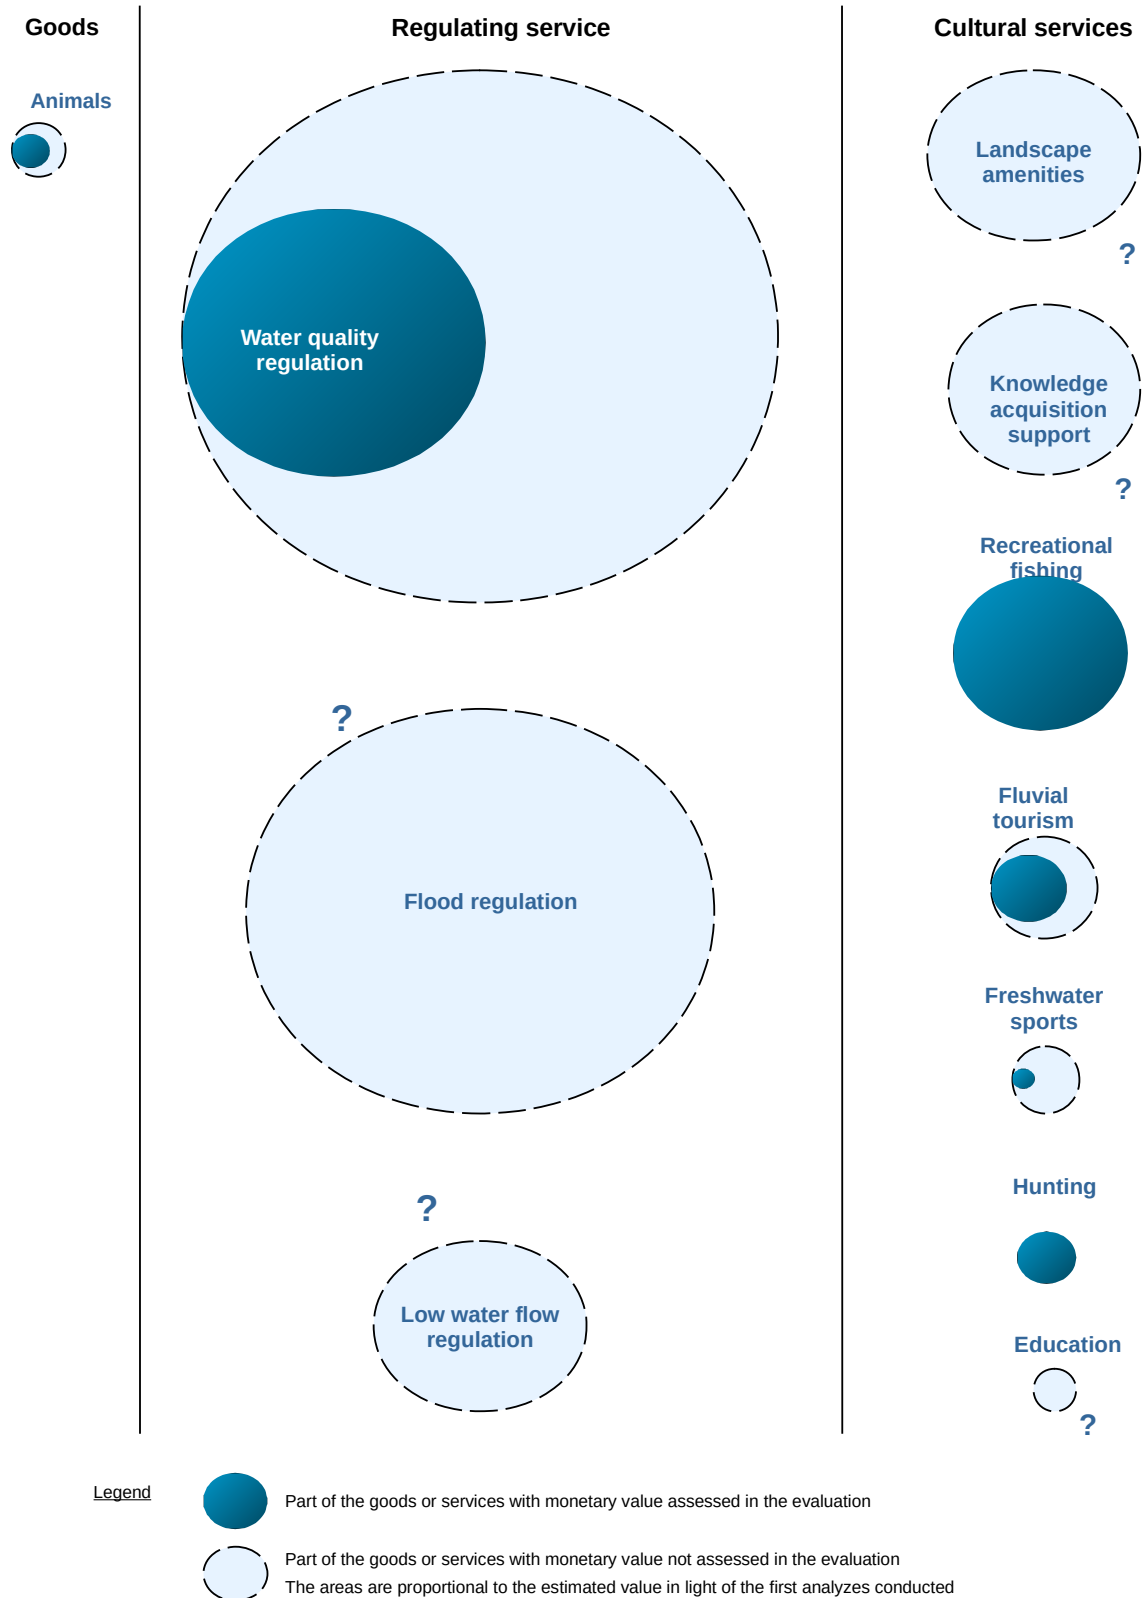 Goods
Regulating service
Cultural services
Animals
Water quality
regulation
?
Flood regulation
?
Low water flow
regulation
Landscape
amenities
?
Knowledge
acquisition
support
?
Recreational
fishing
Fluvial
tourism
Freshwater
sports
Hunting
Education
?
Legend
Part of the goods or services with monetary value assessed in the evaluation
Part of the goods or services with monetary value not assessed in the evaluation
The areas are proportional to the estimated value in light of the first analyzes conducted